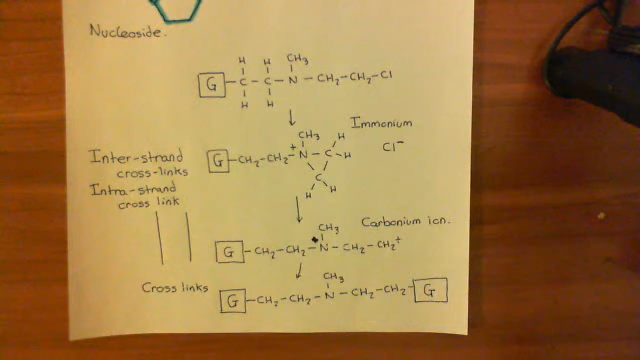 Nucleoside.
H H CH₃
G - C - C - N - CH₂ - CH₂ - Cl
H H
CH₃ H Immonium
G - CH₂ - CH₂ - N⁺ - C - H Cl⁻
C
H H
Inter-strand
cross-links
Intra-strand
cross link
CH₃ Carbonium ion.
G - CH₂ - CH₂ - N - CH₂ - CH₂⁺
CH₃
Cross links G - CH₂ - CH₂ - N - CH₂ - CH₂ - G